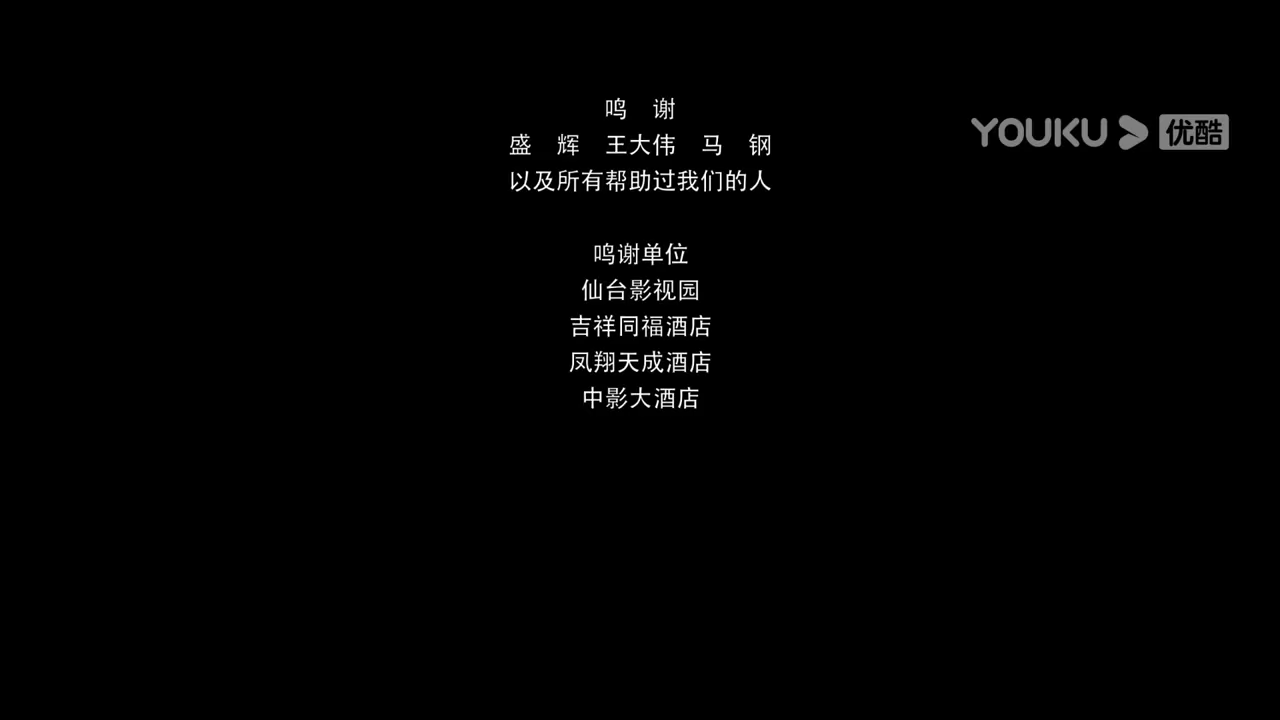 鸣 谢
盛 辉 王大伟 马 钢
以及所有帮助过我们的人
鸣谢单位
仙台影视园
吉祥同福酒店
凤翔天成酒店
中影大酒店
YOUKU 优酷